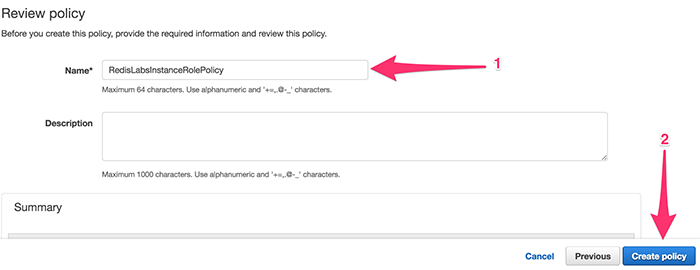 Review policy
Before you create this policy, provide the required information and review this policy.
Name* RedisLabsInstanceRolePolicy 1
Maximum 64 characters. Use alphanumeric and '+=,.@-_' characters.
Description
2
Maximum 1000 characters. Use alphanumeric and '+=,.@-_' characters.
Summary
Cancel Previous Create policy